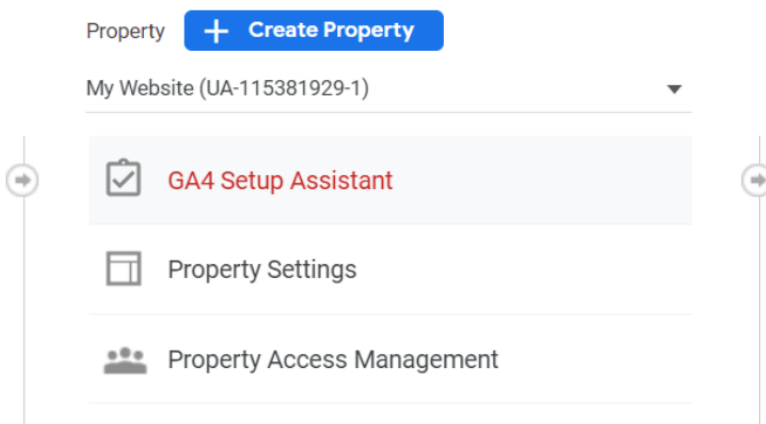 Property + Create Property
My Website (UA-115381929-1)
GA4 Setup Assistant
Property Settings
Property Access Management